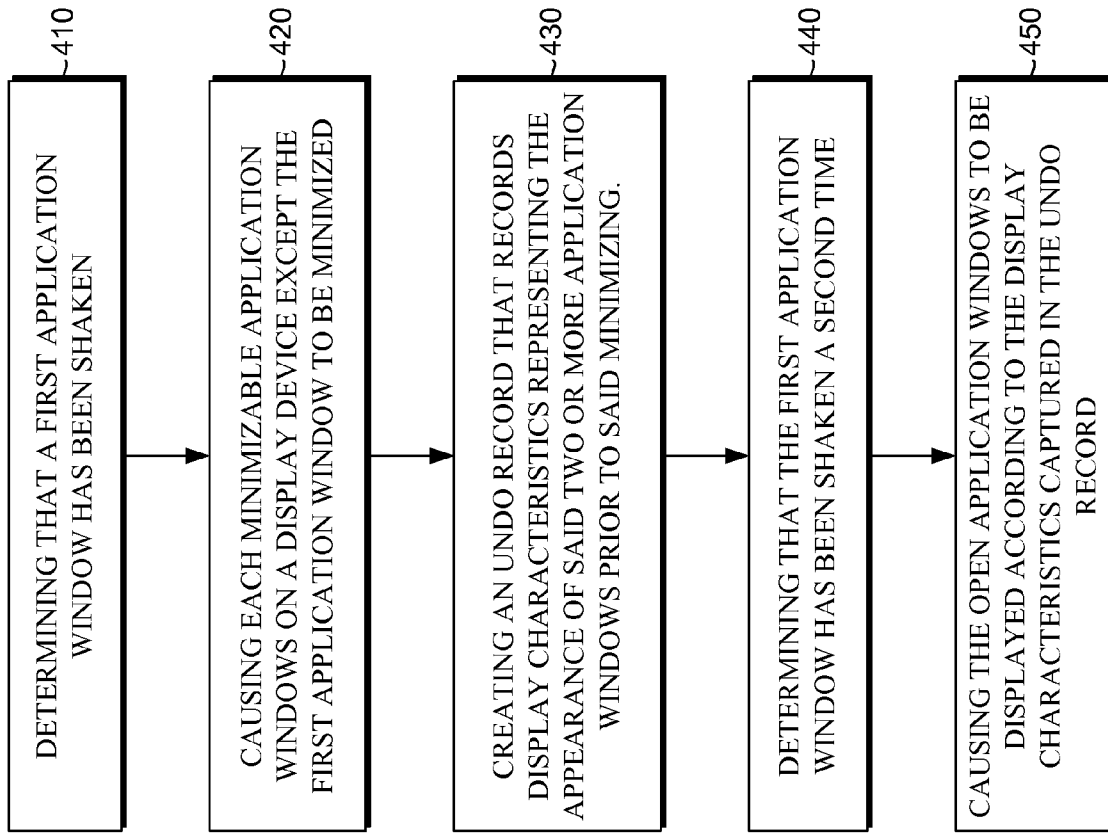 410
DETERMINING THAT A FIRST APPLICATION
WINDOW HAS BEEN SHAKEN
420
CAUSING EACH MINIMIZABLE APPLICATION
WINDOWS ON A DISPLAY DEVICE EXCEPT THE
FIRST APPLICATION WINDOW TO BE MINIMIZED
430
CREATING AN UNDO RECORD THAT RECORDS
DISPLAY CHARACTERISTICS REPRESENTING THE
APPEARANCE OF SAID TWO OR MORE APPLICATION
WINDOWS PRIOR TO SAID MINIMIZING.
440
DETERMINING THAT THE FIRST APPLICATION
WINDOW HAS BEEN SHAKEN A SECOND TIME
450
CAUSING THE OPEN APPLICATION WINDOWS TO BE
DISPLAYED ACCORDING TO THE DISPLAY
CHARACTERISTICS CAPTURED IN THE UNDO
RECORD